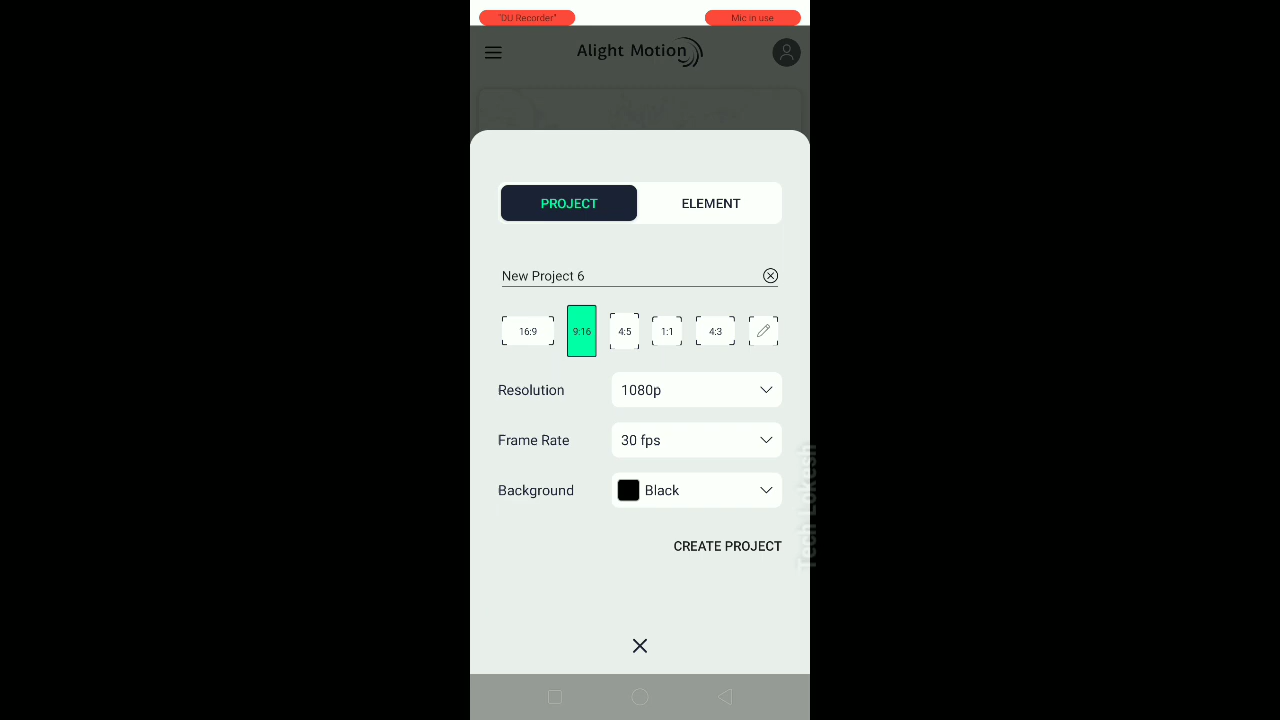 "DU Recorder"
Mic in use
Alight Motion
PROJECT
ELEMENT
New Project 6
16:9
9:16
4:5
1:1
4:3
Resolution
1080p
Frame Rate
30 fps
Background
Black
CREATE PROJECT
Tech Lokesh